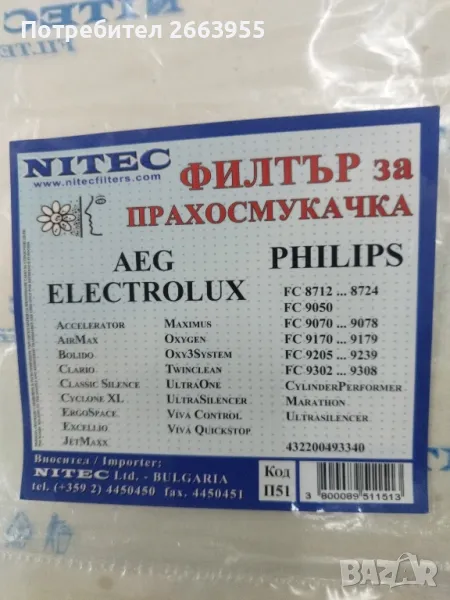 Потребител 2663955
NITEC
FILTERS
NITEC
www.nitecfilters.com
ФИЛТЪР за
ПРАХОСМУКАЧКА
AEG
ELECTROLUX
ACCELERATOR
AIRMAX
BOLIDO
CLARIO
CLASSIC SILENCE
CYCLONE XL
ERGOSPACE
EXCELLIO
JETMAXX
MAXIMUS
OXYGEN
OXY3SYSTEM
TWINCLEAN
ULTRAONE
ULTRASILENCER
VIVA CONTROL
VIVA QUICKSTOP
PHILIPS
FC 8712 ... 8724
FC 9050
FC 9070 ... 9078
FC 9170 ... 9179
FC 9205 ... 9239
FC 9302 ... 9308
CYLINDERPERFORMER
MARATHON
ULTRASILENCER
432200493340
Вносител / Importer:
NITEC Ltd. - BULGARIA
tel. (+359 2) 4450450 fax. 4450451
Код
П51
3 800089 511513
BAZAR